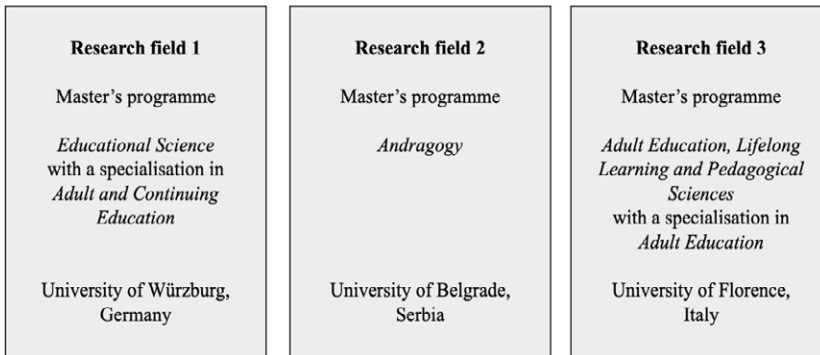 Research field 1
Master's programme
Educational Science
with a specialisation in
Adult and Continuing
Education
University of Würzburg,
Germany
Research field 2
Master's programme
Andragogy
University of Belgrade,
Serbia
Research field 3
Master's programme
Adult Education, Lifelong
Learning and Pedagogical
Sciences
with a specialisation in
Adult Education
University of Florence,
Italy